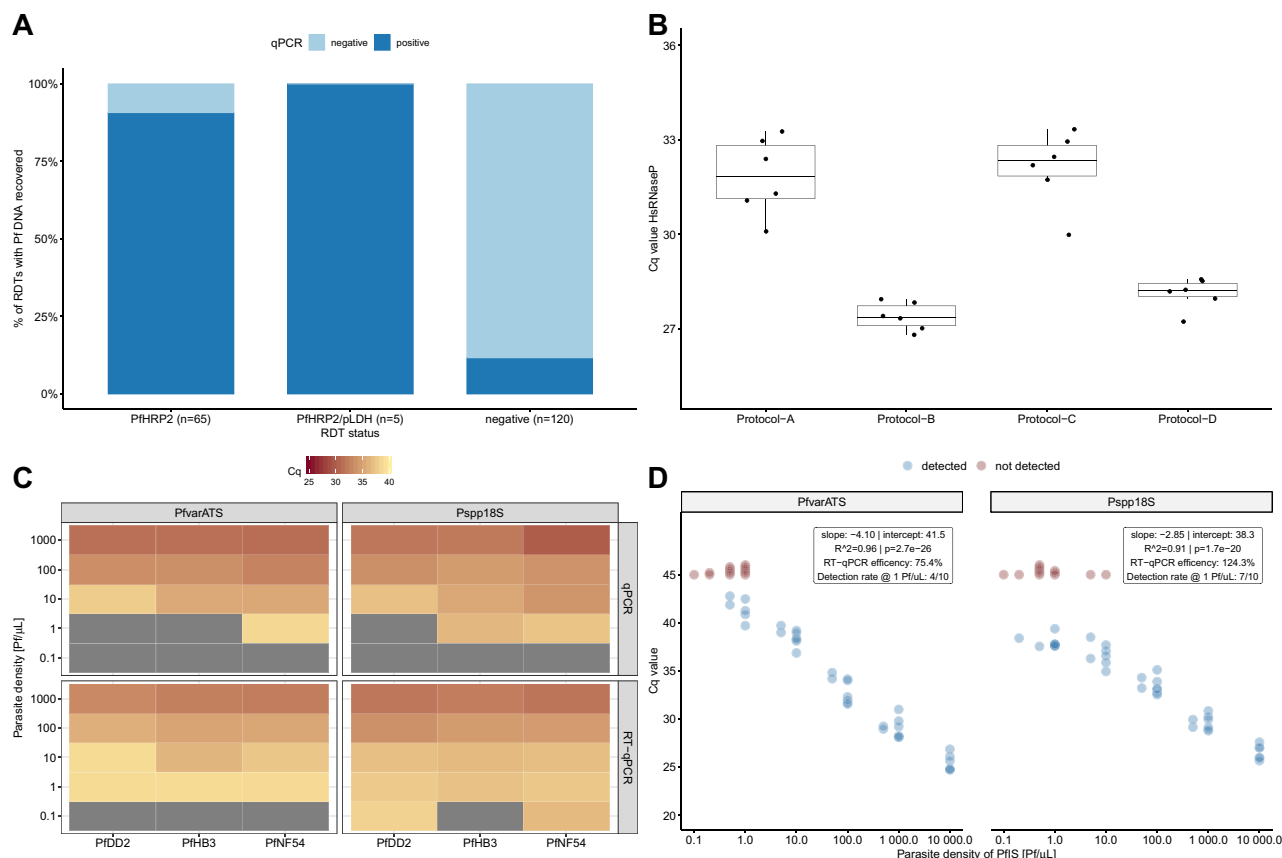 A
qPCR negative positive
% of RDTs with Pf DNA recovered
100%
75%
50%
25%
0%
PfHRP2 (n=65) PfHRP2/pLDH (n=5) negative (n=120)
RDT status
B
Cq value HsRNaseP
36
33
30
27
Protocol−A Protocol−B Protocol−C Protocol−D
C
Cq
25 30 35 40
PfvarATS Pspp18S
Parasite density [Pf/µL]
1000
100
10
1
0.1
qPCR
1000
100
10
1
0.1
RT−qPCR
PfDD2 PfHB3 PfNF54 PfDD2 PfHB3 PfNF54
D
detected not detected
PfvarATS Pspp18S
slope: −4.10 | intercept: 41.5
R^2=0.96 | p=2.7e−26
RT−qPCR efficency: 75.4%
Detection rate @ 1 Pf/uL: 4/10
slope: −2.85 | intercept: 38.3
R^2=0.91 | p=1.7e−20
RT−qPCR efficency: 124.3%
Detection rate @ 1 Pf/uL: 7/10
Cq value
45
40
35
30
25
20
0.1 1.0 10.0 100.0 1 000.0 10 000.0 0.1 1.0 10.0 100.0 1 000.0 10 000.0
Parasite density of PfIS [Pf/µL]